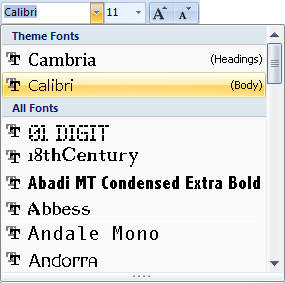 Calibri 11 A A
Theme Fonts
Cambria (Headings)
Calibri (Body)
All Fonts
01 DIGIT
18thCentury
Abadi MT Condensed Extra Bold
Abbess
Andale Mono
Andorra